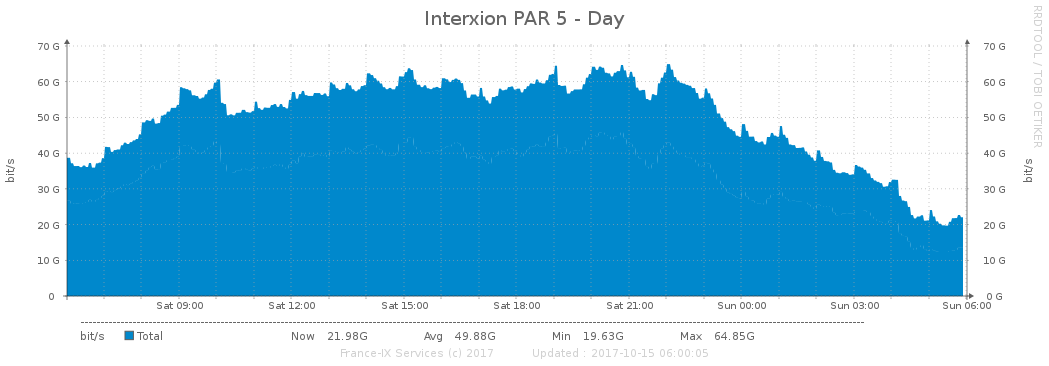 Interxion PAR 5 - Day
RRDTOOL / TOBI OETIKER
bit/s
70 G 70 G
60 G 60 G
50 G 50 G
40 G 40 G
30 G 30 G
20 G 20 G
10 G 10 G
0 0 G
bit/s
Sat 09:00 Sat 12:00 Sat 15:00 Sat 18:00 Sat 21:00 Sun 00:00 Sun 03:00 Sun 06:00
bit/s Total Now 21.98G Avg 49.88G Min 19.63G Max 64.85G
France-IX Services (c) 2017 Updated : 2017-10-15 06:00:05